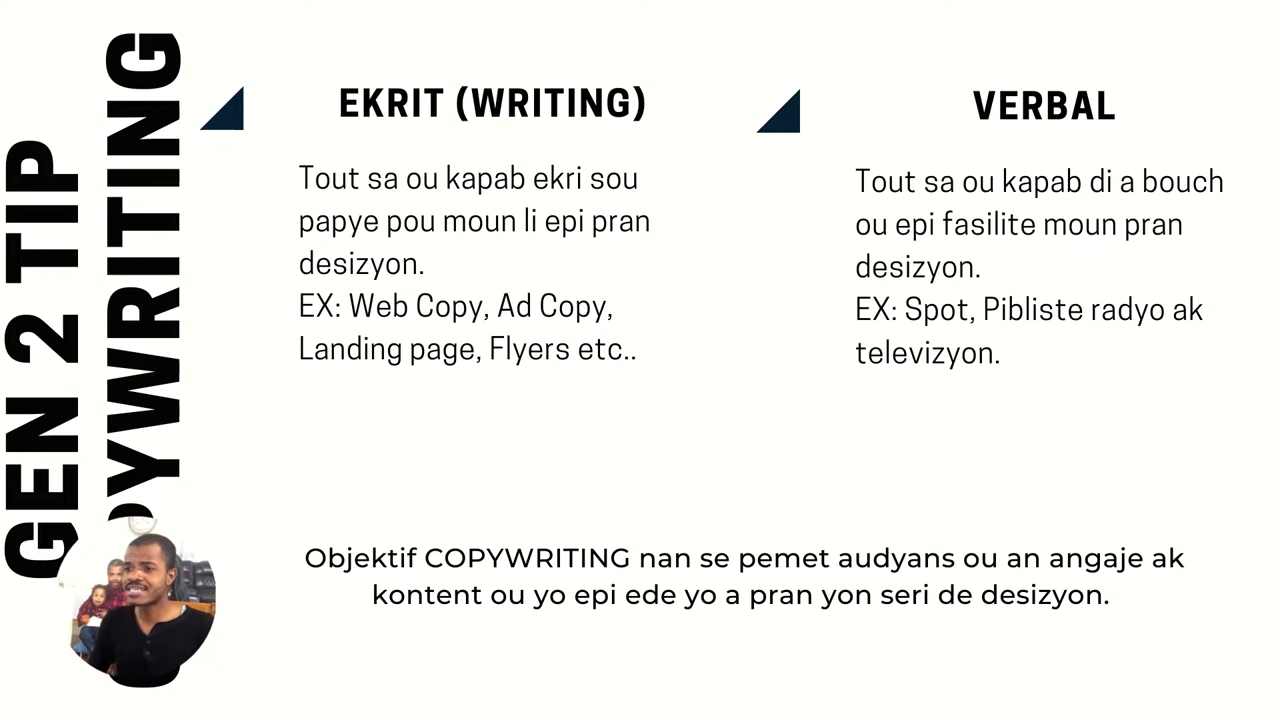 GEN 2 TIP
PYWRITING
EKRIT (WRITING)
Tout sa ou kapab ekri sou
papye pou moun li epi pran
desizyon.
EX: Web Copy, Ad Copy,
Landing page, Flyers etc..
VERBAL
Tout sa ou kapab di a bouch
ou epi fasilite moun pran
desizyon.
EX: Spot, Pibliste radyo ak
televizyon.
Objektif COPYWRITING nan se pemet audyans ou an angaje ak
kontent ou yo epi ede yo a pran yon seri de desizyon.